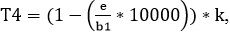 T4 = (1 − (e/b1 * 10000)) * k,